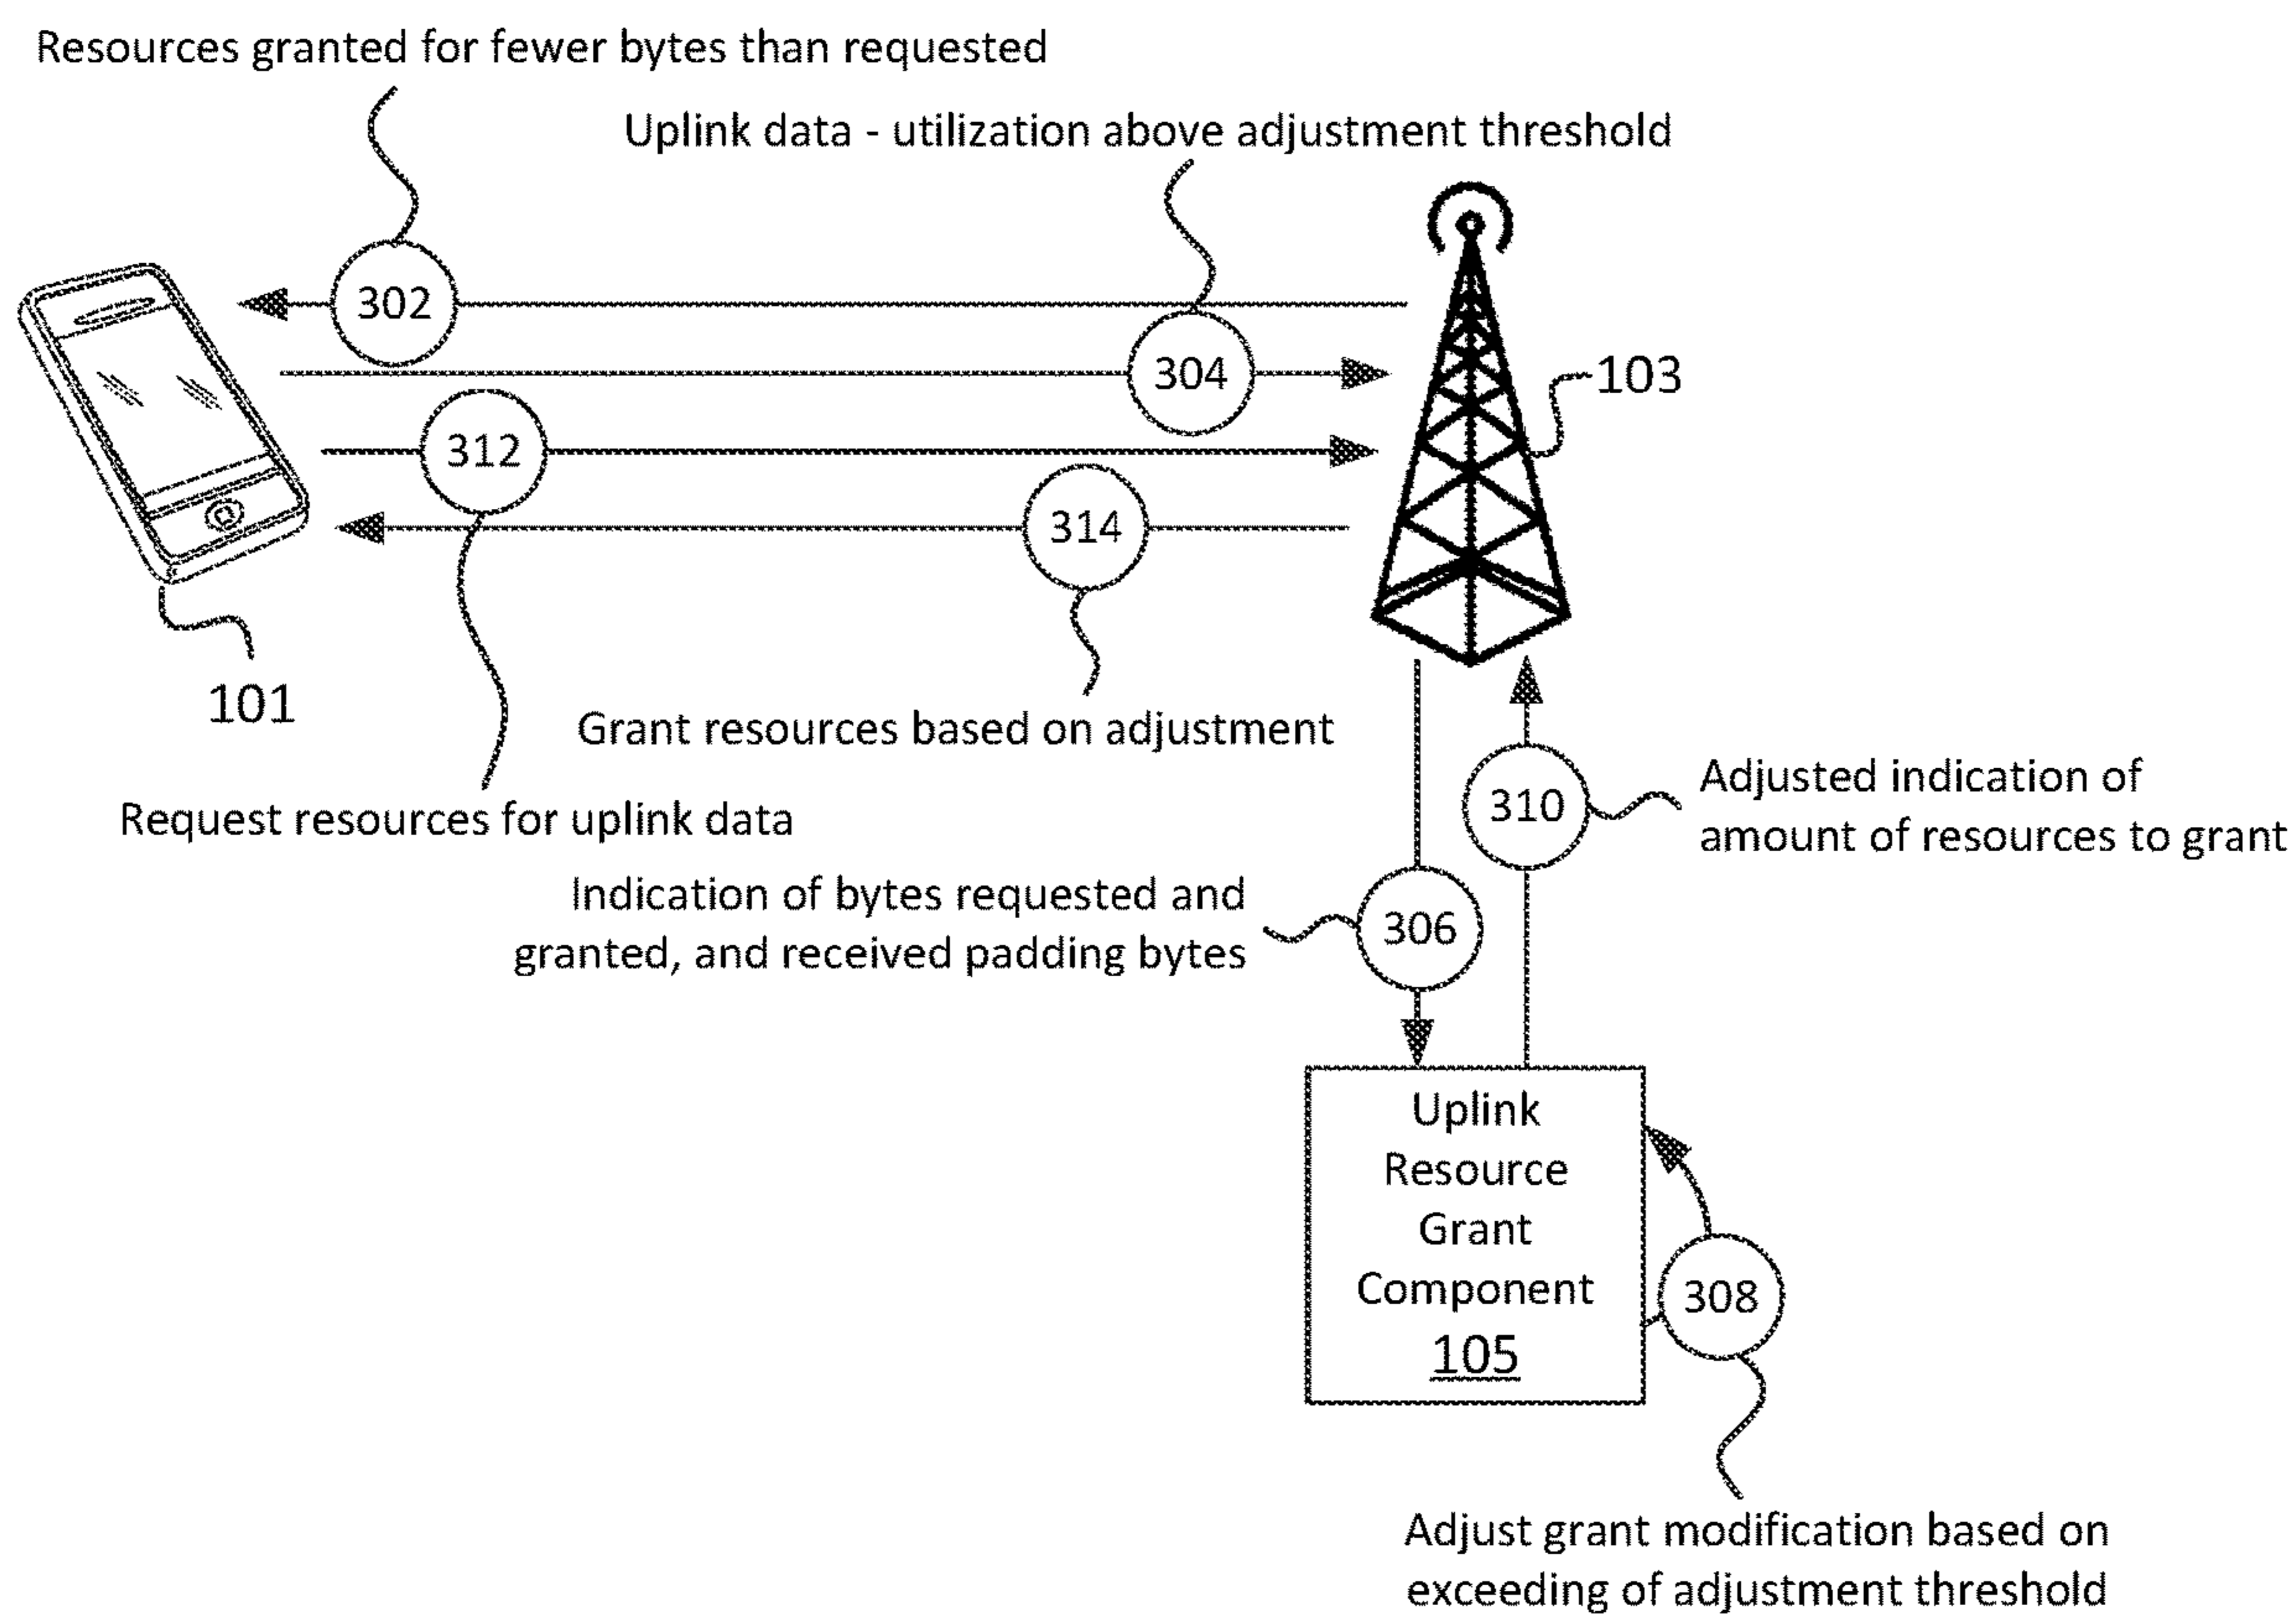 Resources granted for fewer bytes than requested
Uplink data - utilization above adjustment threshold
302
304
103
312
314
101
Grant resources based on adjustment
Request resources for uplink data
310
Adjusted indication of
amount of resources to grant
Indication of bytes requested and
granted, and received padding bytes
306
Uplink
Resource
Grant
Component
105
308
Adjust grant modification based on
exceeding of adjustment threshold